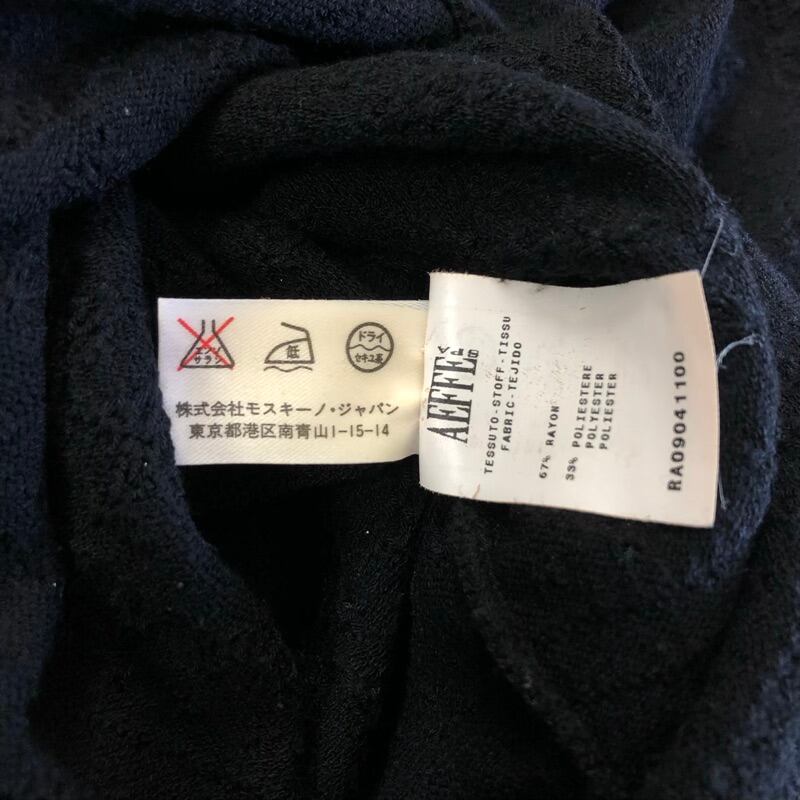 エンソ
サラシ
低
ドライ
セキユ系
株式会社モスキーノ・ジャパン
東京都港区南青山1-15-14
AEFFE
TESSUTO-STOFF-TISSU
FABRIC-TEJIDO
67% RAYON
33% POLIESTERE
POLYESTER
POLIESTER
RA09041100